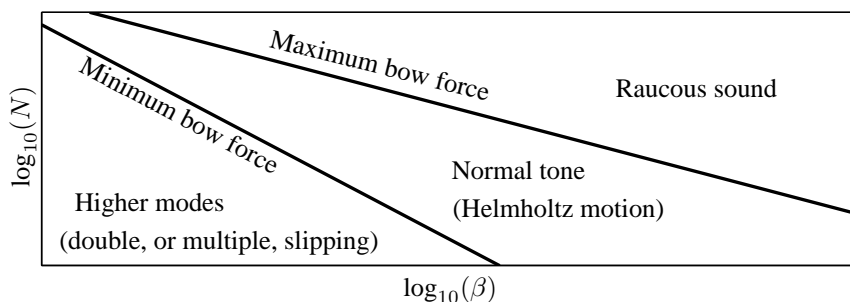 Maximum bow force
Raucous sound
Minimum bow force
log₁₀(N)
Normal tone
(Helmholtz motion)
Higher modes
(double, or multiple, slipping)
log₁₀(β)